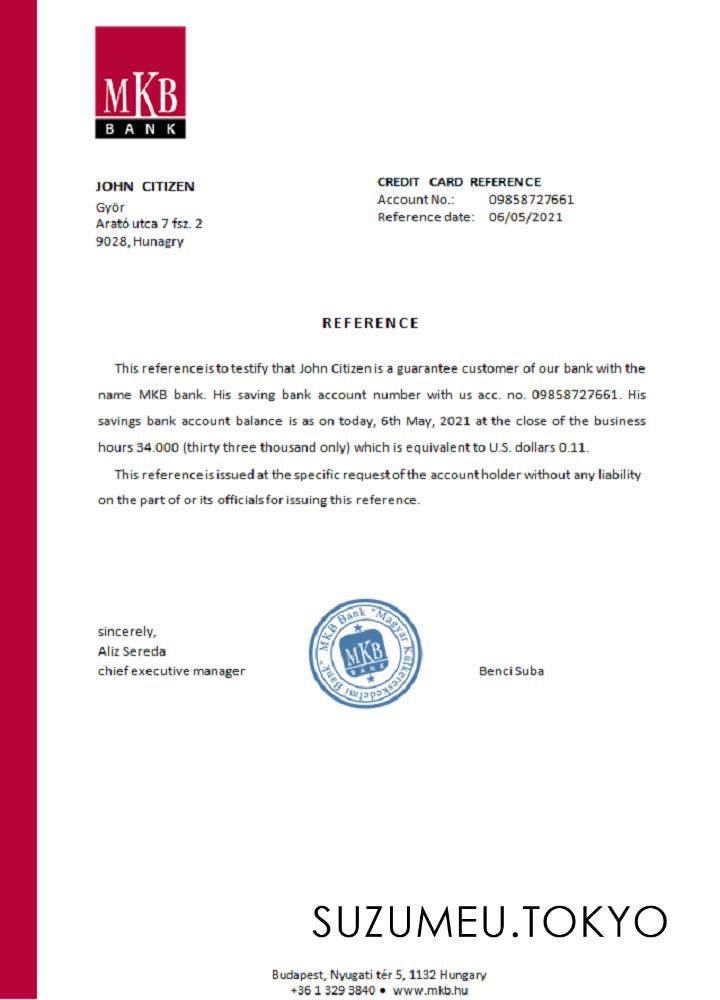 MKB
BANK
JOHN CITIZEN
Győr
Arató utca 7 fsz. 2
9028, Hunagry
CREDIT CARD REFERENCE
Account No.: 09858727661
Reference date: 06/05/2021
REFERENCE
This reference is to testify that John Citizen is a guarantee customer of our bank with the
name MKB bank. His saving bank account number with us acc. no. 09858727661. His
savings bank account balance is as on today, 6th May, 2021 at the close of the business
hours 34.000 (thirty three thousand only) which is equivalent to U.S. dollars 0.11.
This reference is issued at the specific request of the account holder without any liability
on the part of or its officials for issuing this reference.
sincerely,
Aliz Sereda
chief executive manager
MKB Bank "Magyar Külkereskedelmi Bank"
MKB
BANK
Benci Suba
SUZUMEU.TOKYO
Budapest, Nyugati tér 5, 1132 Hungary
+36 1 329 3840 • www.mkb.hu